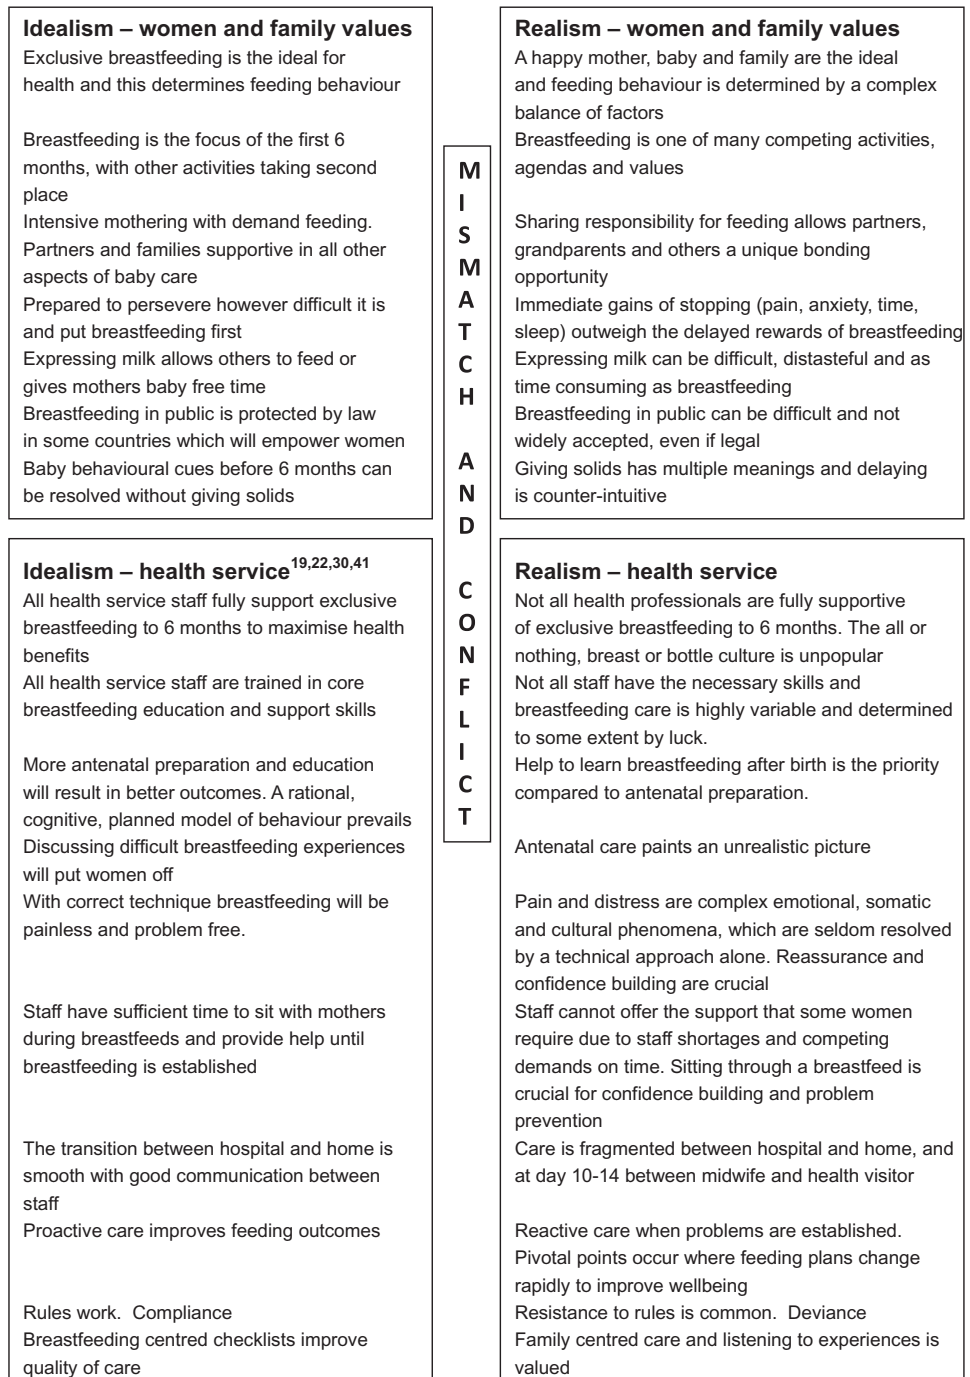 Idealism – women and family values
Exclusive breastfeeding is the ideal for
health and this determines feeding behaviour
Breastfeeding is the focus of the first 6
months, with other activities taking second
place
Intensive mothering with demand feeding.
Partners and families supportive in all other
aspects of baby care
Prepared to persevere however difficult it is
and put breastfeeding first
Expressing milk allows others to feed or
gives mothers baby free time
Breastfeeding in public is protected by law
in some countries which will empower women
Baby behavioural cues before 6 months can
be resolved without giving solids
MISMATCH AND CONFLICT
Realism – women and family values
A happy mother, baby and family are the ideal
and feeding behaviour is determined by a complex
balance of factors
Breastfeeding is one of many competing activities,
agendas and values
Sharing responsibility for feeding allows partners,
grandparents and others a unique bonding
opportunity
Immediate gains of stopping (pain, anxiety, time,
sleep) outweigh the delayed rewards of breastfeeding
Expressing milk can be difficult, distasteful and as
time consuming as breastfeeding
Breastfeeding in public can be difficult and not
widely accepted, even if legal
Giving solids has multiple meanings and delaying
is counter-intuitive
Idealism – health service19,22,30,41
All health service staff fully support exclusive
breastfeeding to 6 months to maximise health
benefits
All health service staff are trained in core
breastfeeding education and support skills
More antenatal preparation and education
will result in better outcomes. A rational,
cognitive, planned model of behaviour prevails
Discussing difficult breastfeeding experiences
will put women off
With correct technique breastfeeding will be
painless and problem free.
Staff have sufficient time to sit with mothers
during breastfeeds and provide help until
breastfeeding is established
The transition between hospital and home is
smooth with good communication between
staff
Proactive care improves feeding outcomes
Rules work. Compliance
Breastfeeding centred checklists improve
quality of care
Realism – health service
Not all health professionals are fully supportive
of exclusive breastfeeding to 6 months. The all or
nothing, breast or bottle culture is unpopular
Not all staff have the necessary skills and
breastfeeding care is highly variable and determined
to some extent by luck.
Help to learn breastfeeding after birth is the priority
compared to antenatal preparation.
Antenatal care paints an unrealistic picture
Pain and distress are complex emotional, somatic
and cultural phenomena, which are seldom resolved
by a technical approach alone. Reassurance and
confidence building are crucial
Staff cannot offer the support that some women
require due to staff shortages and competing
demands on time. Sitting through a breastfeed is
crucial for confidence building and problem
prevention
Care is fragmented between hospital and home, and
at day 10-14 between midwife and health visitor
Reactive care when problems are established.
Pivotal points occur where feeding plans change
rapidly to improve wellbeing
Resistance to rules is common. Deviance
Family centred care and listening to experiences is
valued